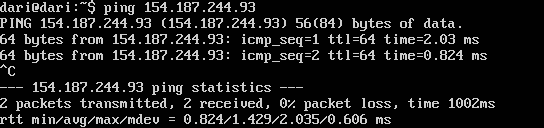 dari@dari:~$ ping 154.187.244.93
PING 154.187.244.93 (154.187.244.93) 56(84) bytes of data.
64 bytes from 154.187.244.93: icmp_seq=1 ttl=64 time=2.03 ms
64 bytes from 154.187.244.93: icmp_seq=2 ttl=64 time=0.824 ms
^C
--- 154.187.244.93 ping statistics ---
2 packets transmitted, 2 received, 0% packet loss, time 1002ms
rtt min/avg/max/mdev = 0.824/1.429/2.035/0.606 ms